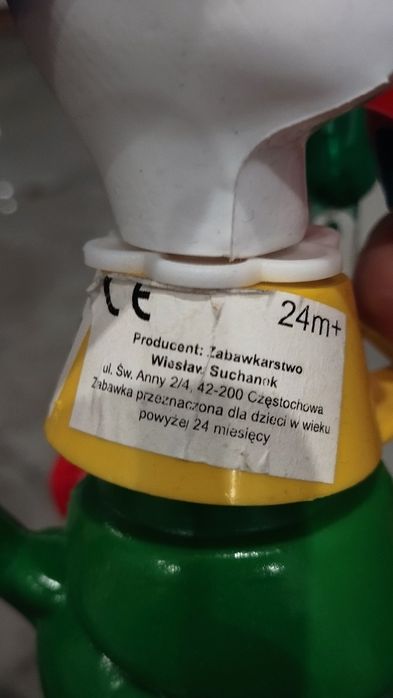 CE
24m+
Producent: Zabawkarstwo
Wiesław Suchanek
ul. Św. Anny 2/4, 42-200 Częstochowa
Zabawka przeznaczona dla dzieci w wieku
powyżej 24 miesięcy